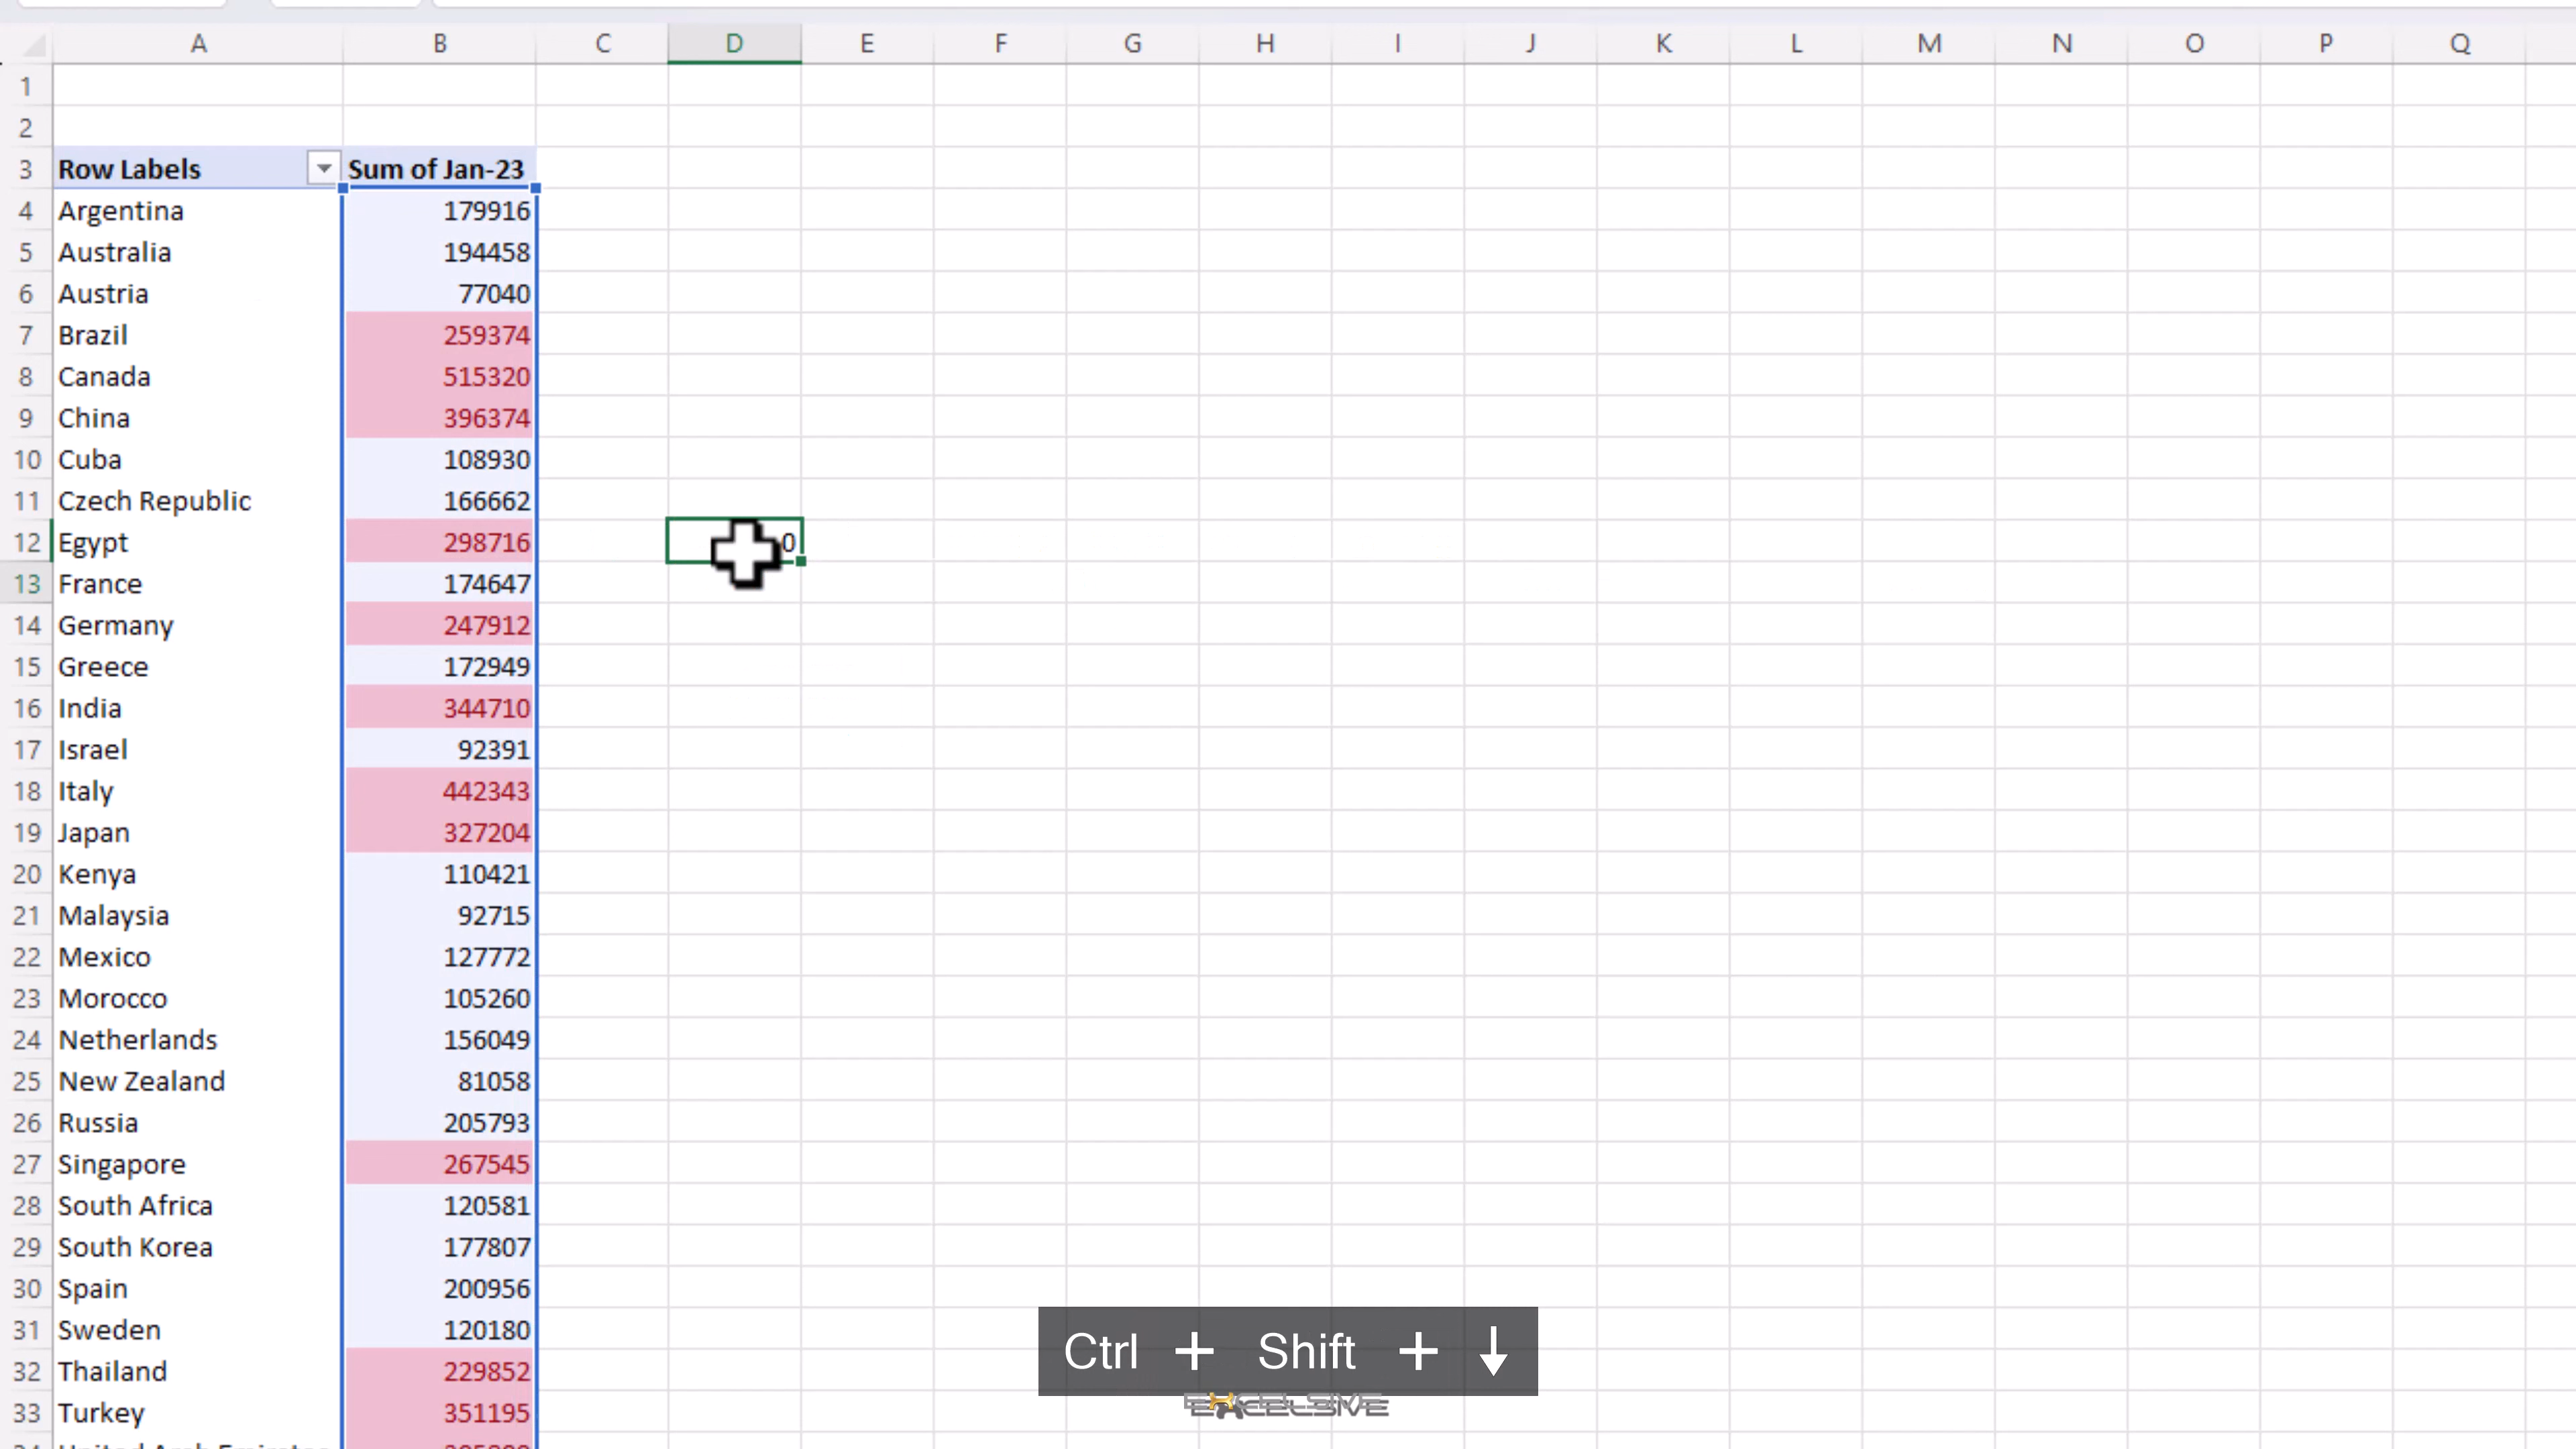 A B C D E F G H I J K L M N O P Q
1
2
3 Row Labels Sum of Jan-23
4 Argentina 179916
5 Australia 194458
6 Austria 77040
7 Brazil 259374
8 Canada 515320
9 China 396374
10 Cuba 108930
11 Czech Republic 166662
12 Egypt 298716 0
13 France 174647
14 Germany 247912
15 Greece 172949
16 India 344710
17 Israel 92391
18 Italy 442343
19 Japan 327204
20 Kenya 110421
21 Malaysia 92715
22 Mexico 127772
23 Morocco 105260
24 Netherlands 156049
25 New Zealand 81058
26 Russia 205793
27 Singapore 267545
28 South Africa 120581
29 South Korea 177807
30 Spain 200956
31 Sweden 120180
32 Thailand 229852
33 Turkey 351195
Ctrl + Shift + ↓
EXCELSIVE